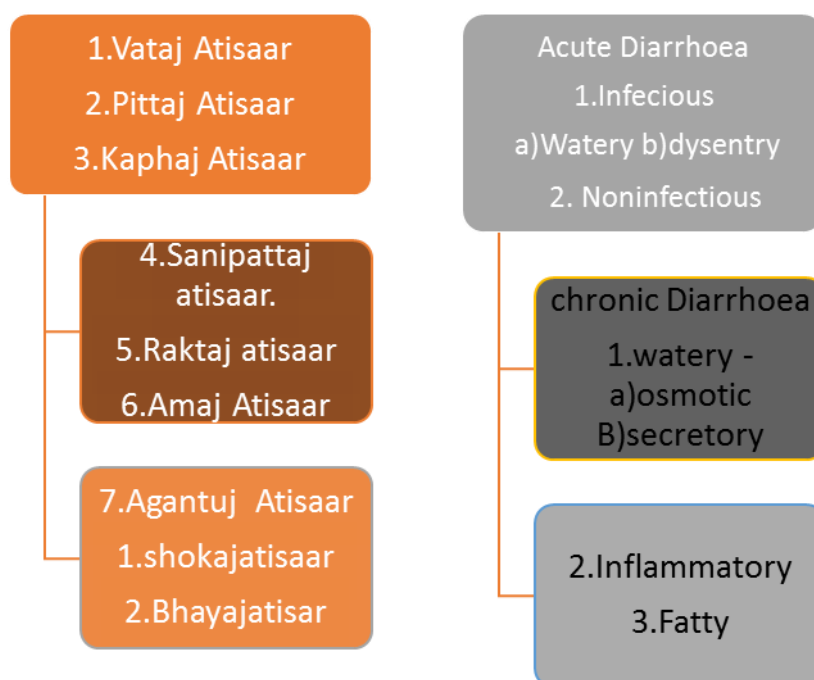 1.Vataj Atisaar
2.Pittaj Atisaar
3.Kaphaj Atisaar
4.Sanipattaj
atisaar.
5.Raktaj atisaar
6.Amaj Atisaar
7.Agantuj Atisaar
1.shokajatisaar
2.Bhayajatisar
Acute Diarrhoea
1.Infecious
a)Watery b)dysentry
2. Noninfectious
chronic Diarrhoea
1.watery -
a)osmotic
B)secretory
2.Inflammatory
3.Fatty